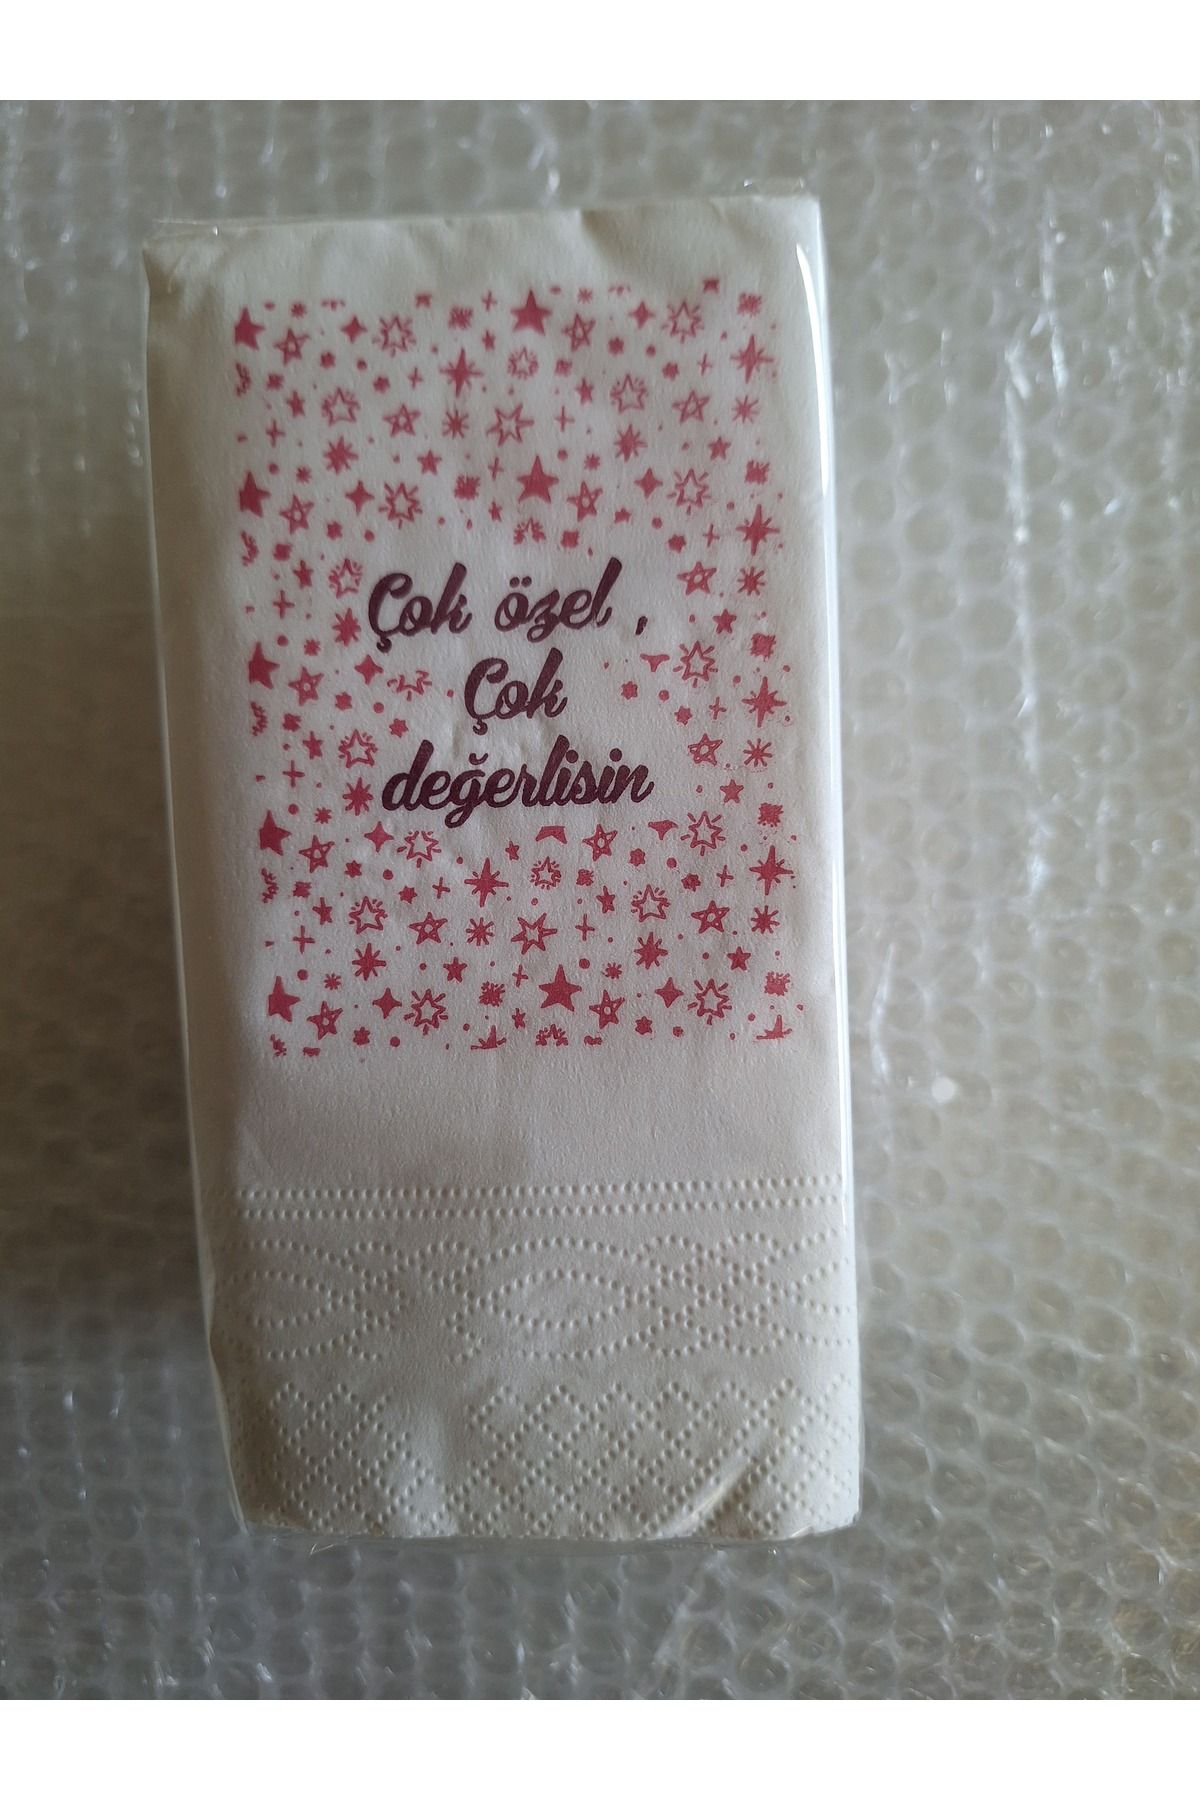 Çok özel ,
Çok
değerlisin